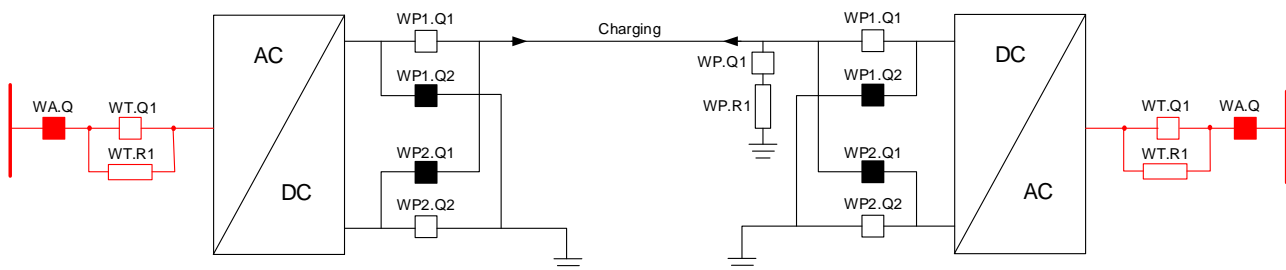 WP1.Q1
Charging
WP1.Q1
AC
DC
WP.Q1
WP1.Q2
WP1.Q2
WA.Q
WT.Q1
WP.R1
WT.Q1
WA.Q
WT.R1
WP2.Q1
WP2.Q1
WT.R1
DC
AC
WP2.Q2
WP2.Q2